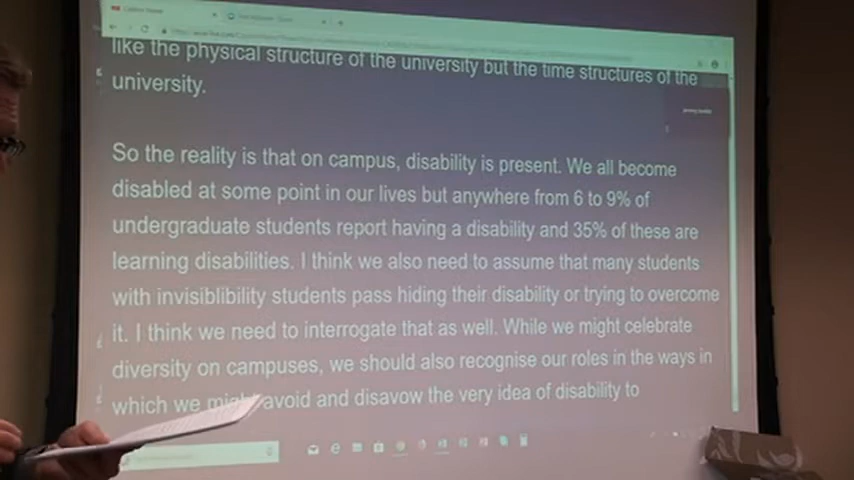 like the physical structure of the university but the time structures of the
university.
So the reality is that on campus, disability is present. We all become
disabled at some point in our lives but anywhere from 6 to 9% of
undergraduate students report having a disability and 35% of these are
learning disabilities. I think we also need to assume that many students
with invisiblibility students pass hiding their disability or trying to overcome
it. I think we need to interrogate that as well. While we might celebrate
diversity on campuses, we should also recognise our roles in the ways in
which we might avoid and disavow the very idea of disability to